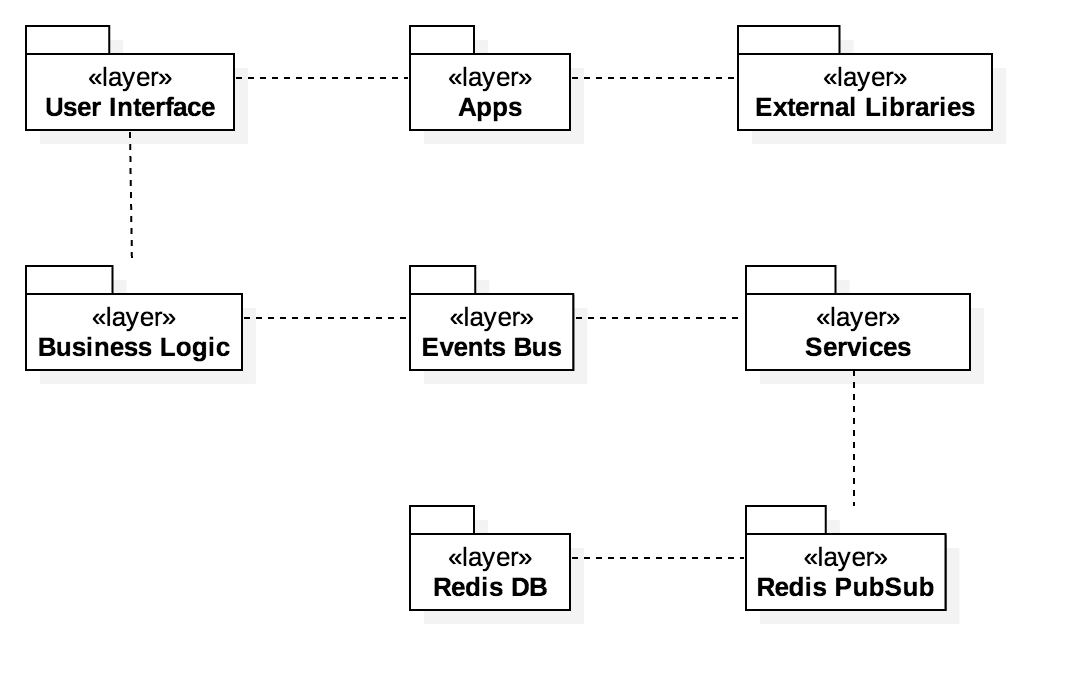 «layer»
User Interface
«layer»
Apps
«layer»
External Libraries
«layer»
Business Logic
«layer»
Events Bus
«layer»
Services
«layer»
Redis DB
«layer»
Redis PubSub